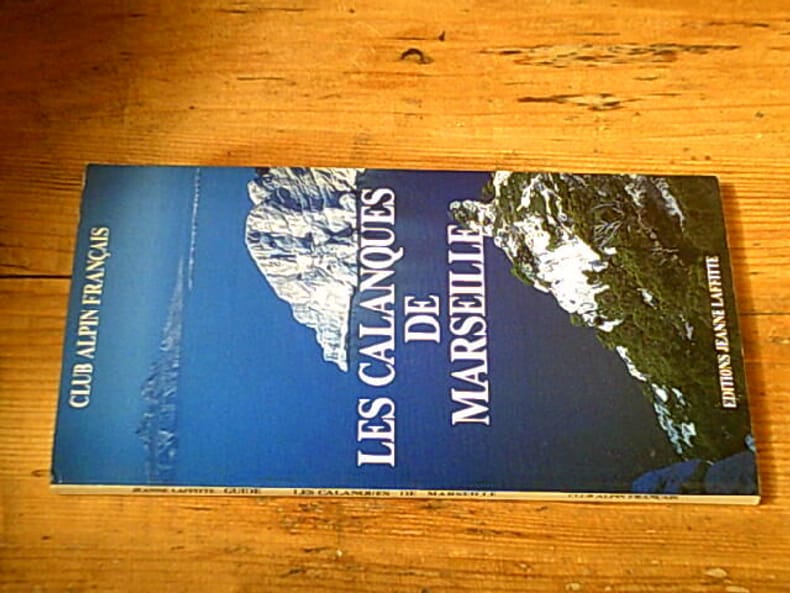 CLUB ALPIN FRANÇAIS
LES CALANQUES
DE
MARSEILLE
EDITIONS JEANNE LAFFITTE
JEANNE LAFFITTE GUIDE LES CALANQUES DE MARSEILLE CLUB ALPIN FRANÇAIS